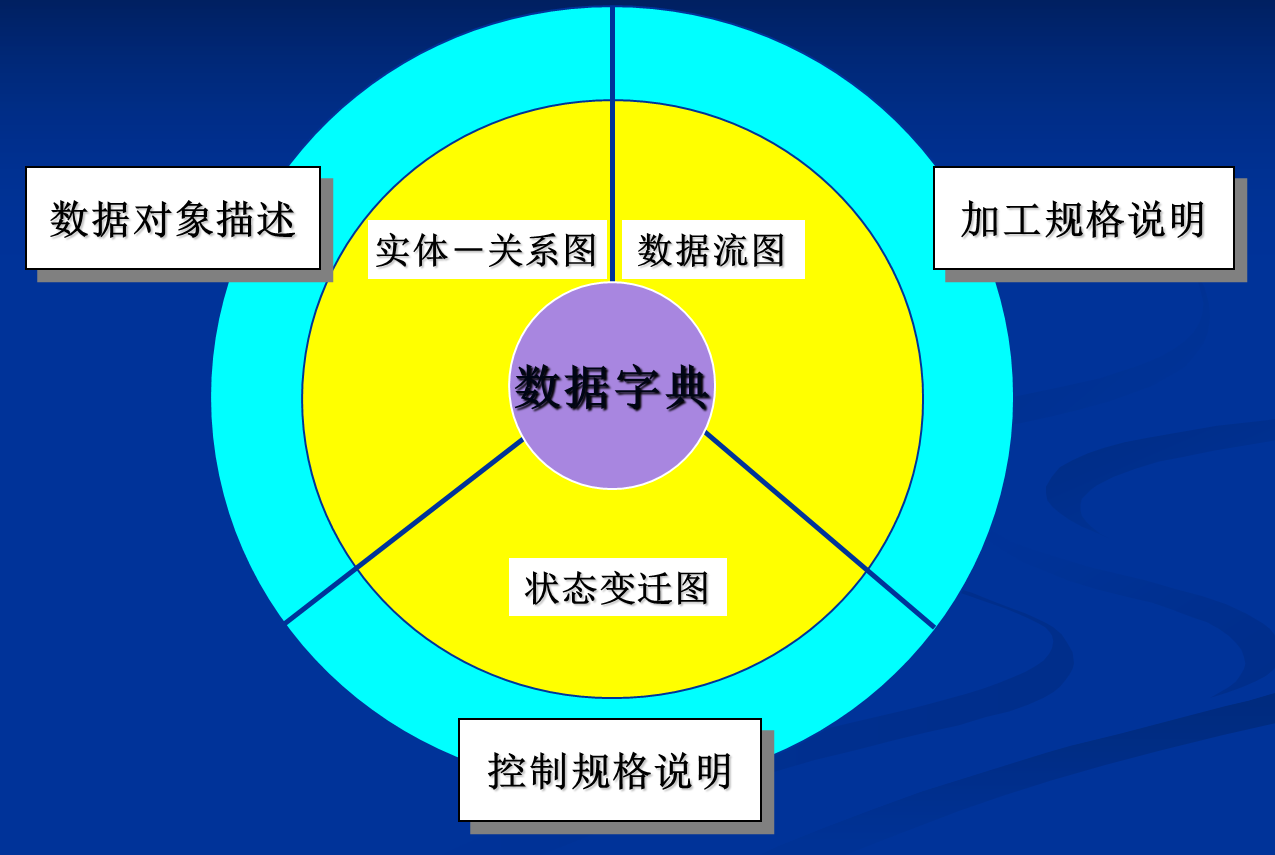 数据对象描述
加工规格说明
实体－关系图
数据流图
数据字典
状态变迁图
控制规格说明